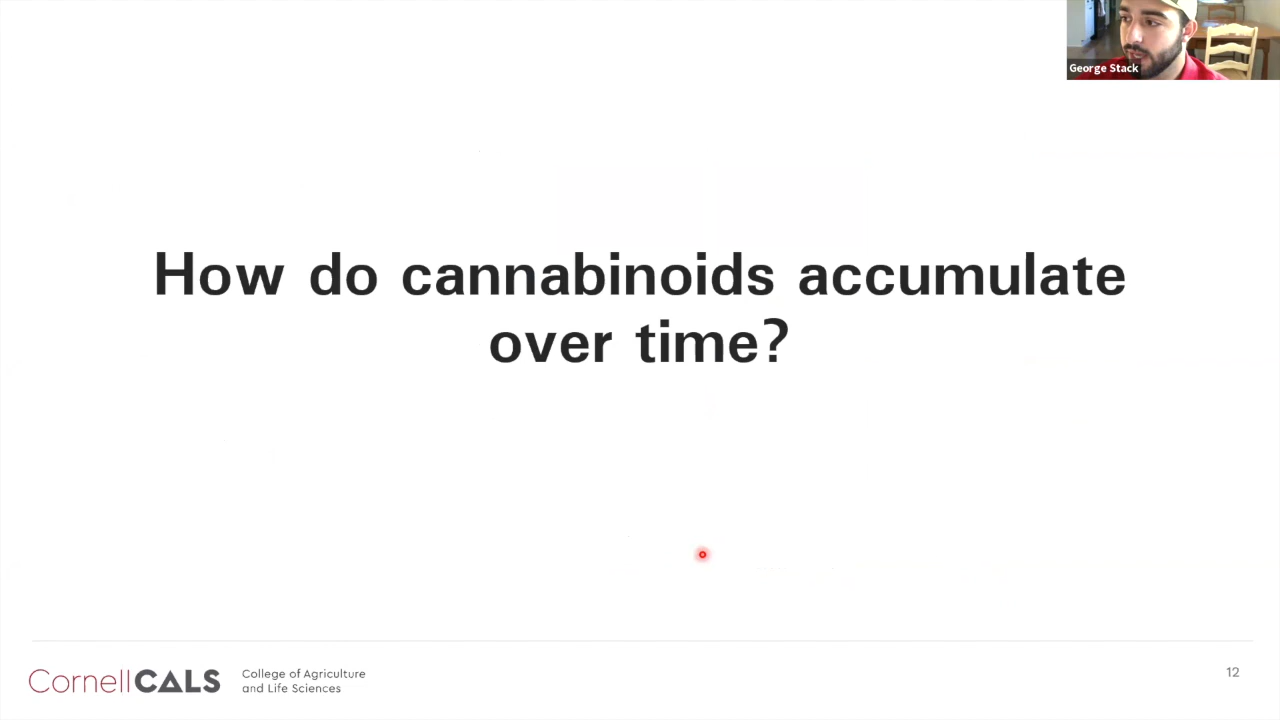 George Stack
How do cannabinoids accumulate
over time?
CornellCALS
College of Agriculture
and Life Sciences
12